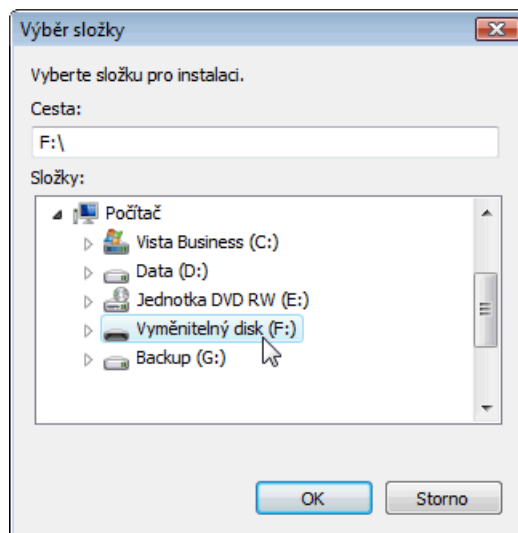 Výběr složky
Vyberte složku pro instalaci.
Cesta:
F:\
Složky:
Počítač
Vista Business (C:)
Data (D:)
Jednotka DVD RW (E:)
Vyměnitelný disk (F:)
Backup (G:)
OK
Storno